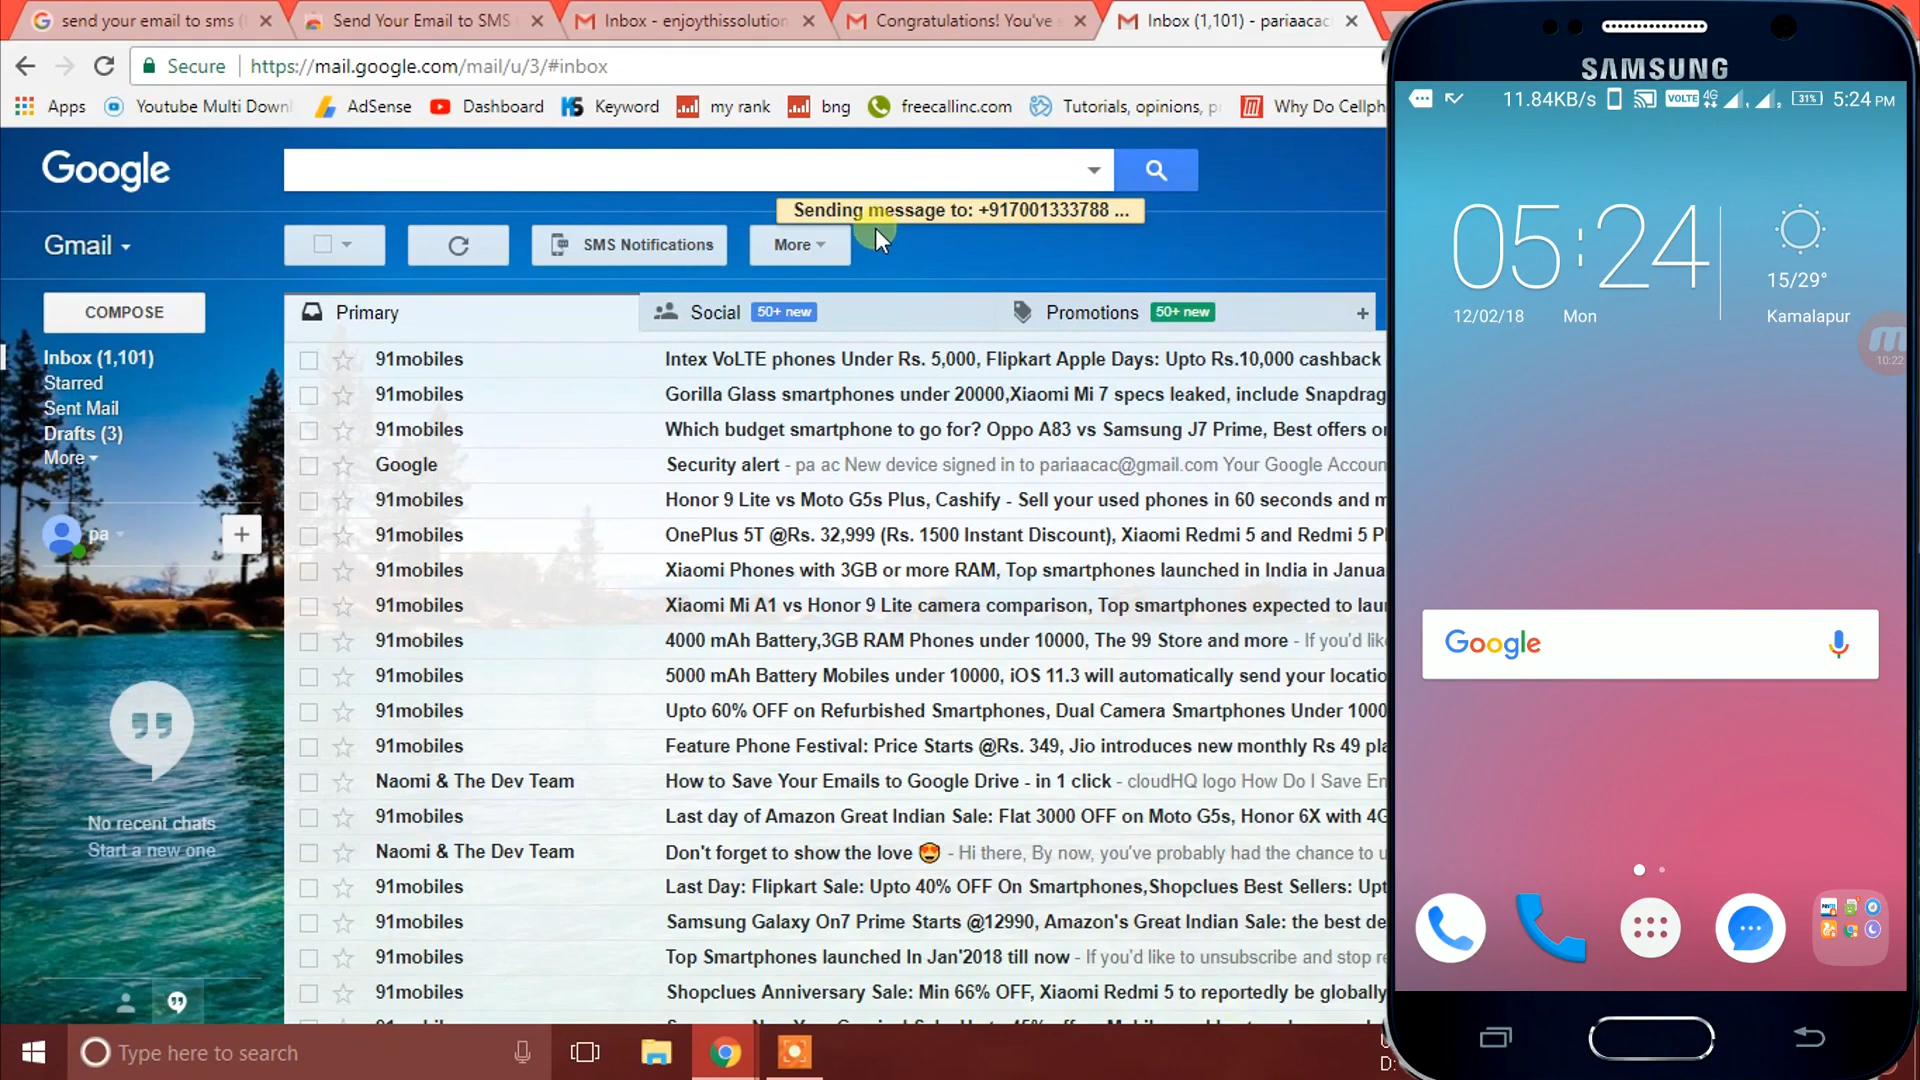 send your email to sms (
Send Your Email to SMS
Inbox - enjoythissolution
Congratulations! You've
Inbox (1,101) - pariaacac
Secure https://mail.google.com/mail/u/3/#inbox
Apps
Youtube Multi Downl
AdSense
Dashboard
Keyword
my rank
bng
freecallinc.com
Tutorials, opinions, p
Why Do Cellph
Google
Sending message to: +917001333788 ...
Gmail
SMS Notifications
More
COMPOSE
Primary
Social 50+ new
Promotions 50+ new
+
Inbox (1,101)
Starred
Sent Mail
Drafts (3)
More
pa
+
91mobiles Intex VoLTE phones Under Rs. 5,000, Flipkart Apple Days: Upto Rs.10,000 cashback
91mobiles Gorilla Glass smartphones under 20000,Xiaomi Mi 7 specs leaked, include Snapdrag
91mobiles Which budget smartphone to go for? Oppo A83 vs Samsung J7 Prime, Best offers o
Google Security alert - pa ac New device signed in to pariaacac@gmail.com Your Google Accoun
91mobiles Honor 9 Lite vs Moto G5s Plus, Cashify - Sell your used phones in 60 seconds and m
91mobiles OnePlus 5T @Rs. 32,999 (Rs. 1500 Instant Discount), Xiaomi Redmi 5 and Redmi 5 P
91mobiles Xiaomi Phones with 3GB or more RAM, Top smartphones launched in India in Janua
91mobiles Xiaomi Mi A1 vs Honor 9 Lite camera comparison, Top smartphones expected to lau
91mobiles 4000 mAh Battery,3GB RAM Phones under 10000, The 99 Store and more - If you'd lik
91mobiles 5000 mAh Battery Mobiles under 10000, iOS 11.3 will automatically send your locatio
91mobiles Upto 60% OFF on Refurbished Smartphones, Dual Camera Smartphones Under 1000
91mobiles Feature Phone Festival: Price Starts @Rs. 349, Jio introduces new monthly Rs 49 pla
Naomi & The Dev Team How to Save Your Emails to Google Drive - in 1 click - cloudHQ logo How Do I Save En
91mobiles Last day of Amazon Great Indian Sale: Flat 3000 OFF on Moto G5s, Honor 6X with 4G
Naomi & The Dev Team Don't forget to show the love 😍 - Hi there, By now, you've probably had the chance to u
91mobiles Last Day: Flipkart Sale: Upto 40% OFF On Smartphones,Shopclues Best Sellers: Upt
91mobiles Samsung Galaxy On7 Prime Starts @12990, Amazon's Great Indian Sale: the best de
91mobiles Top Smartphones launched In Jan'2018 till now - If you'd like to unsubscribe and stop re
91mobiles Shopclues Anniversary Sale: Min 66% OFF, Xiaomi Redmi 5 to reportedly be globally
No recent chats
Start a new one
Type here to search
D:
SAMSUNG
11.84KB/s VOLTE 4G 1 2 31% 5:24 PM
05:24
15/29°
12/02/18 Mon
Kamalapur
10:22
Google